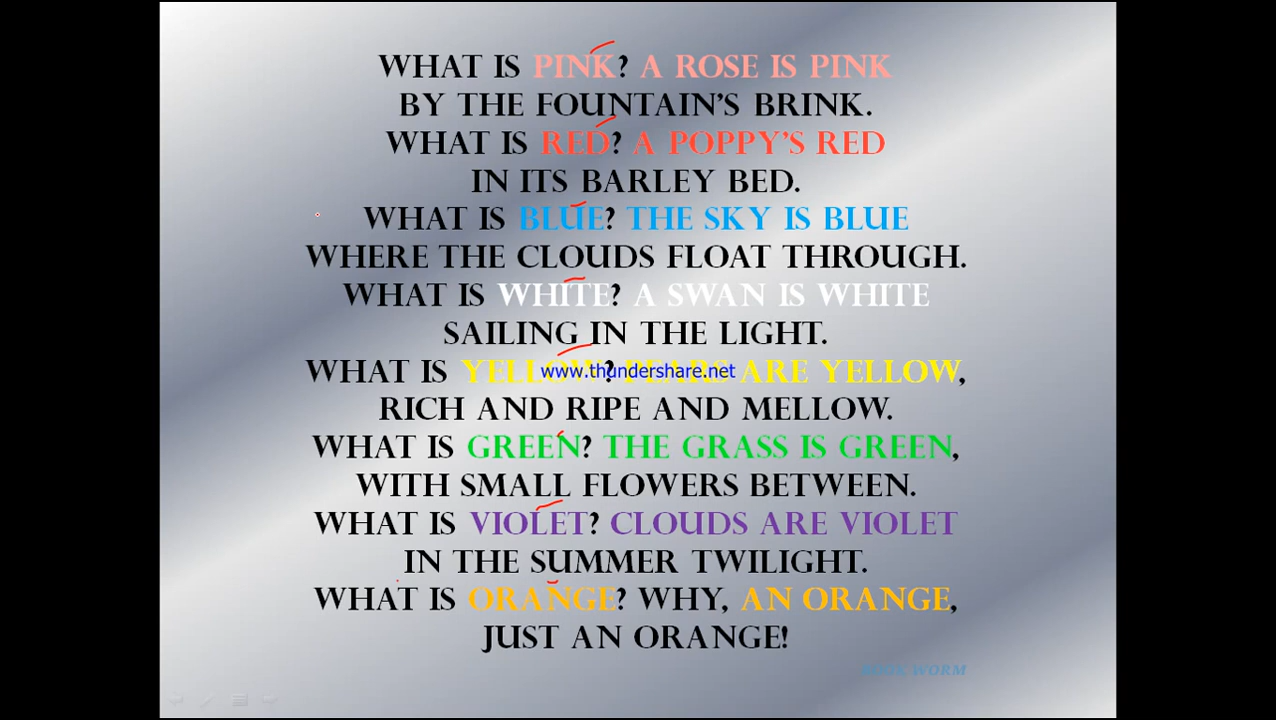 WHAT IS PINK? A ROSE IS PINK
BY THE FOUNTAIN'S BRINK.
WHAT IS RED? A POPPY'S RED
IN ITS BARLEY BED.
WHAT IS BLUE? THE SKY IS BLUE
WHERE THE CLOUDS FLOAT THROUGH.
WHAT IS WHITE? A SWAN IS WHITE
SAILING IN THE LIGHT.
WHAT IS YELLOW? PEARS ARE YELLOW,
www.thundershare.net
RICH AND RIPE AND MELLOW.
WHAT IS GREEN? THE GRASS IS GREEN,
WITH SMALL FLOWERS BETWEEN.
WHAT IS VIOLET? CLOUDS ARE VIOLET
IN THE SUMMER TWILIGHT.
WHAT IS ORANGE? WHY, AN ORANGE,
JUST AN ORANGE!
WORM